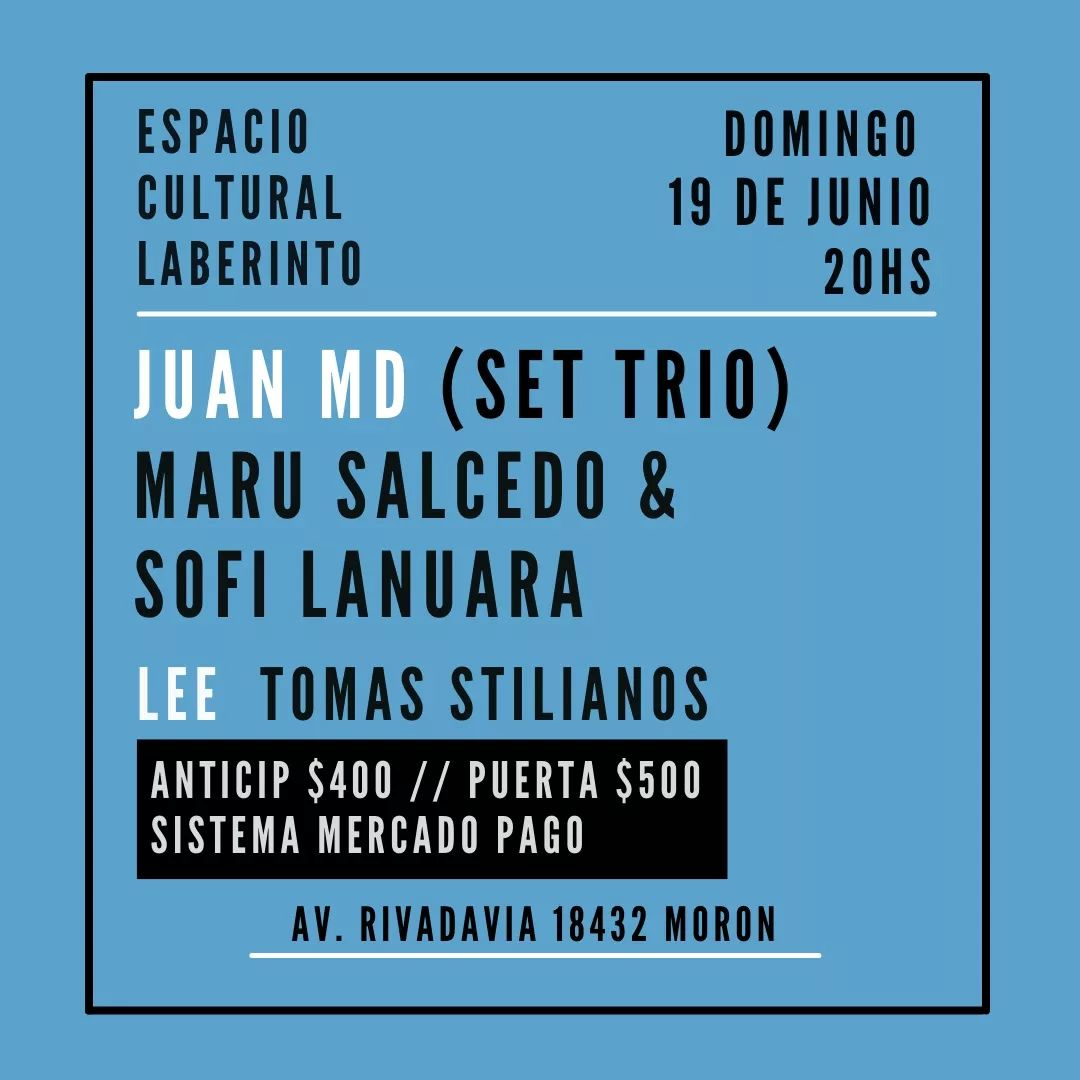 ESPACIO
CULTURAL
LABERINTO
DOMINGO
19 DE JUNIO
20HS
JUAN MD (SET TRIO)
MARU SALCEDO &
SOFI LANUARA
LEE TOMAS STILIANOS
ANTICIP $400 // PUERTA $500
SISTEMA MERCADO PAGO
AV. RIVADAVIA 18432 MORON